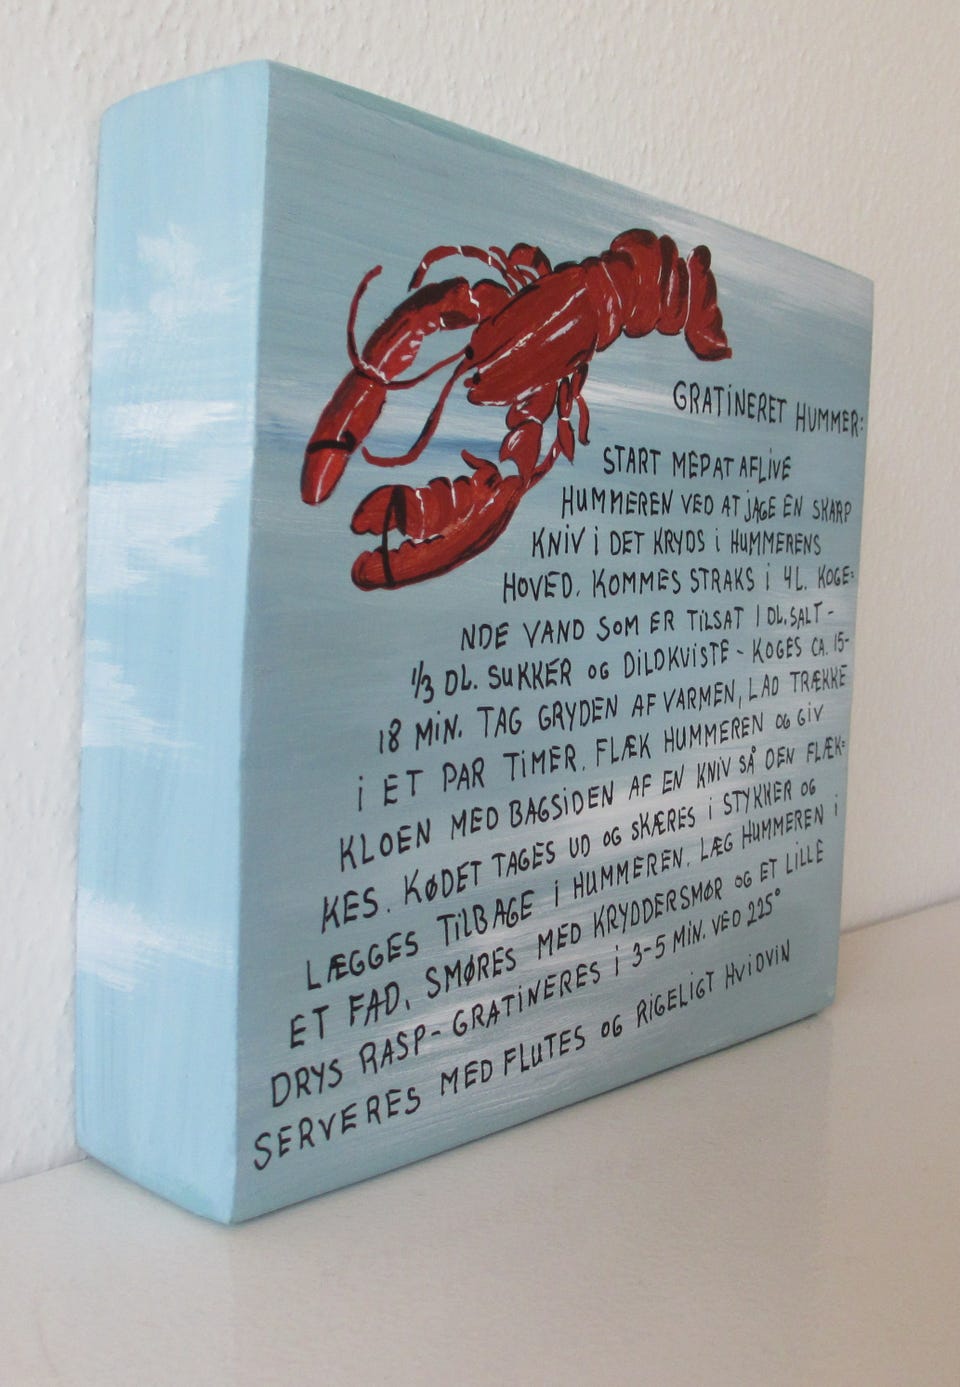 GRATINERET HUMMER:
START MED AT AFLIVE
HUMMEREN VED AT JAGE EN SKARP
KNIV I DET KRYDS I HUMMERENS
HOVED. KOMMES STRAKS I 4 L. KOGE=
NDE VAND SOM ER TILSAT 1 DL. SALT -
1/3 DL. SUKKER OG DILDKVISTE - KOGES CA. 15-
18 MIN. TAG GRYDEN AF VARMEN, LAD TRÆKKE
I ET PAR TIMER. FLÆK HUMMEREN OG GIV
KLOEN MED BAGSIDEN AF EN KNIV SÅ DEN FLÆK=
KES. KØDET TAGES UD OG SKÆRES I STYKKER OG
LÆGGES TILBAGE I HUMMEREN. LÆG HUMMEREN I
ET FAD. SMØRES MED KRYDDERSMØR OG ET LILLE
DRYS RASP - GRATINERES I 3-5 MIN. VED 225°
SERVERES MED FLUTES OG RIGELIGT HVIDVIN